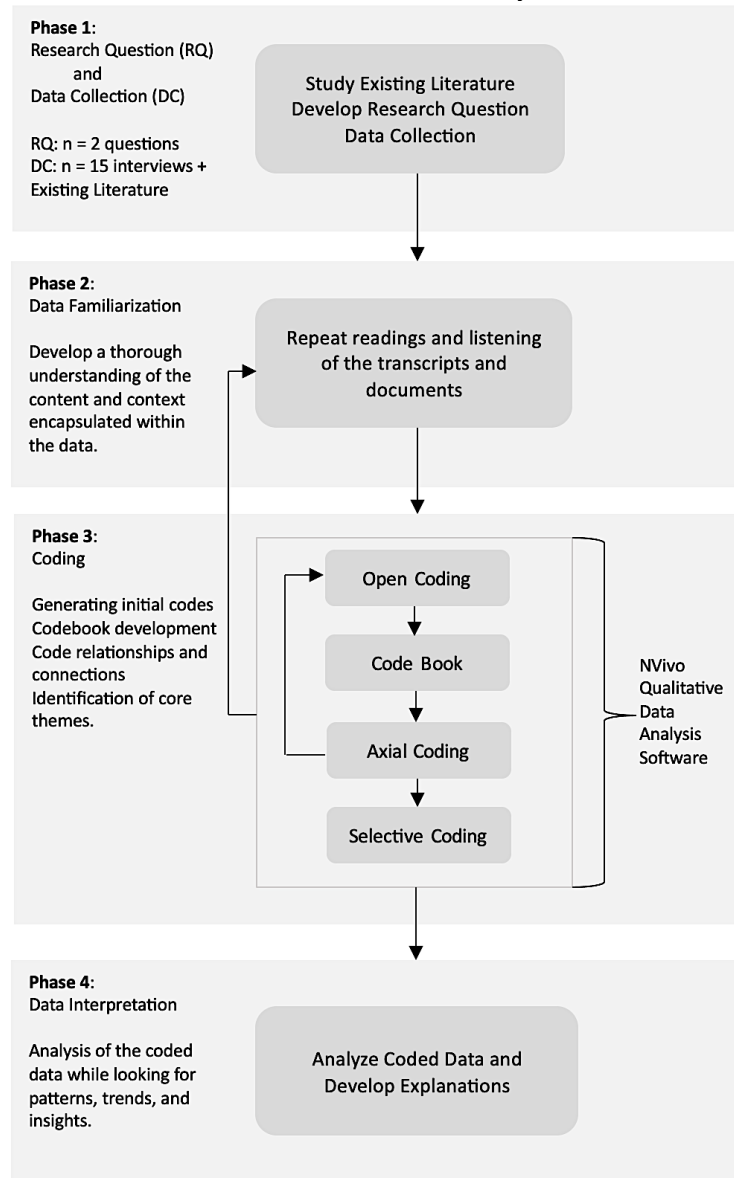 Phase 1:
Research Question (RQ)
and
Data Collection (DC)
RQ: n = 2 questions
DC: n = 15 interviews +
Existing Literature
Study Existing Literature
Develop Research Question
Data Collection
Phase 2:
Data Familiarization
Develop a thorough
understanding of the
content and context
encapsulated within
the data.
Repeat readings and listening
of the transcripts and
documents
Phase 3:
Coding
Generating initial codes
Codebook development
Code relationships and
connections
Identification of core
themes.
Open Coding
Code Book
Axial Coding
Selective Coding
NVivo
Qualitative
Data
Analysis
Software
Phase 4:
Data Interpretation
Analysis of the coded
data while looking for
patterns, trends, and
insights.
Analyze Coded Data and
Develop Explanations